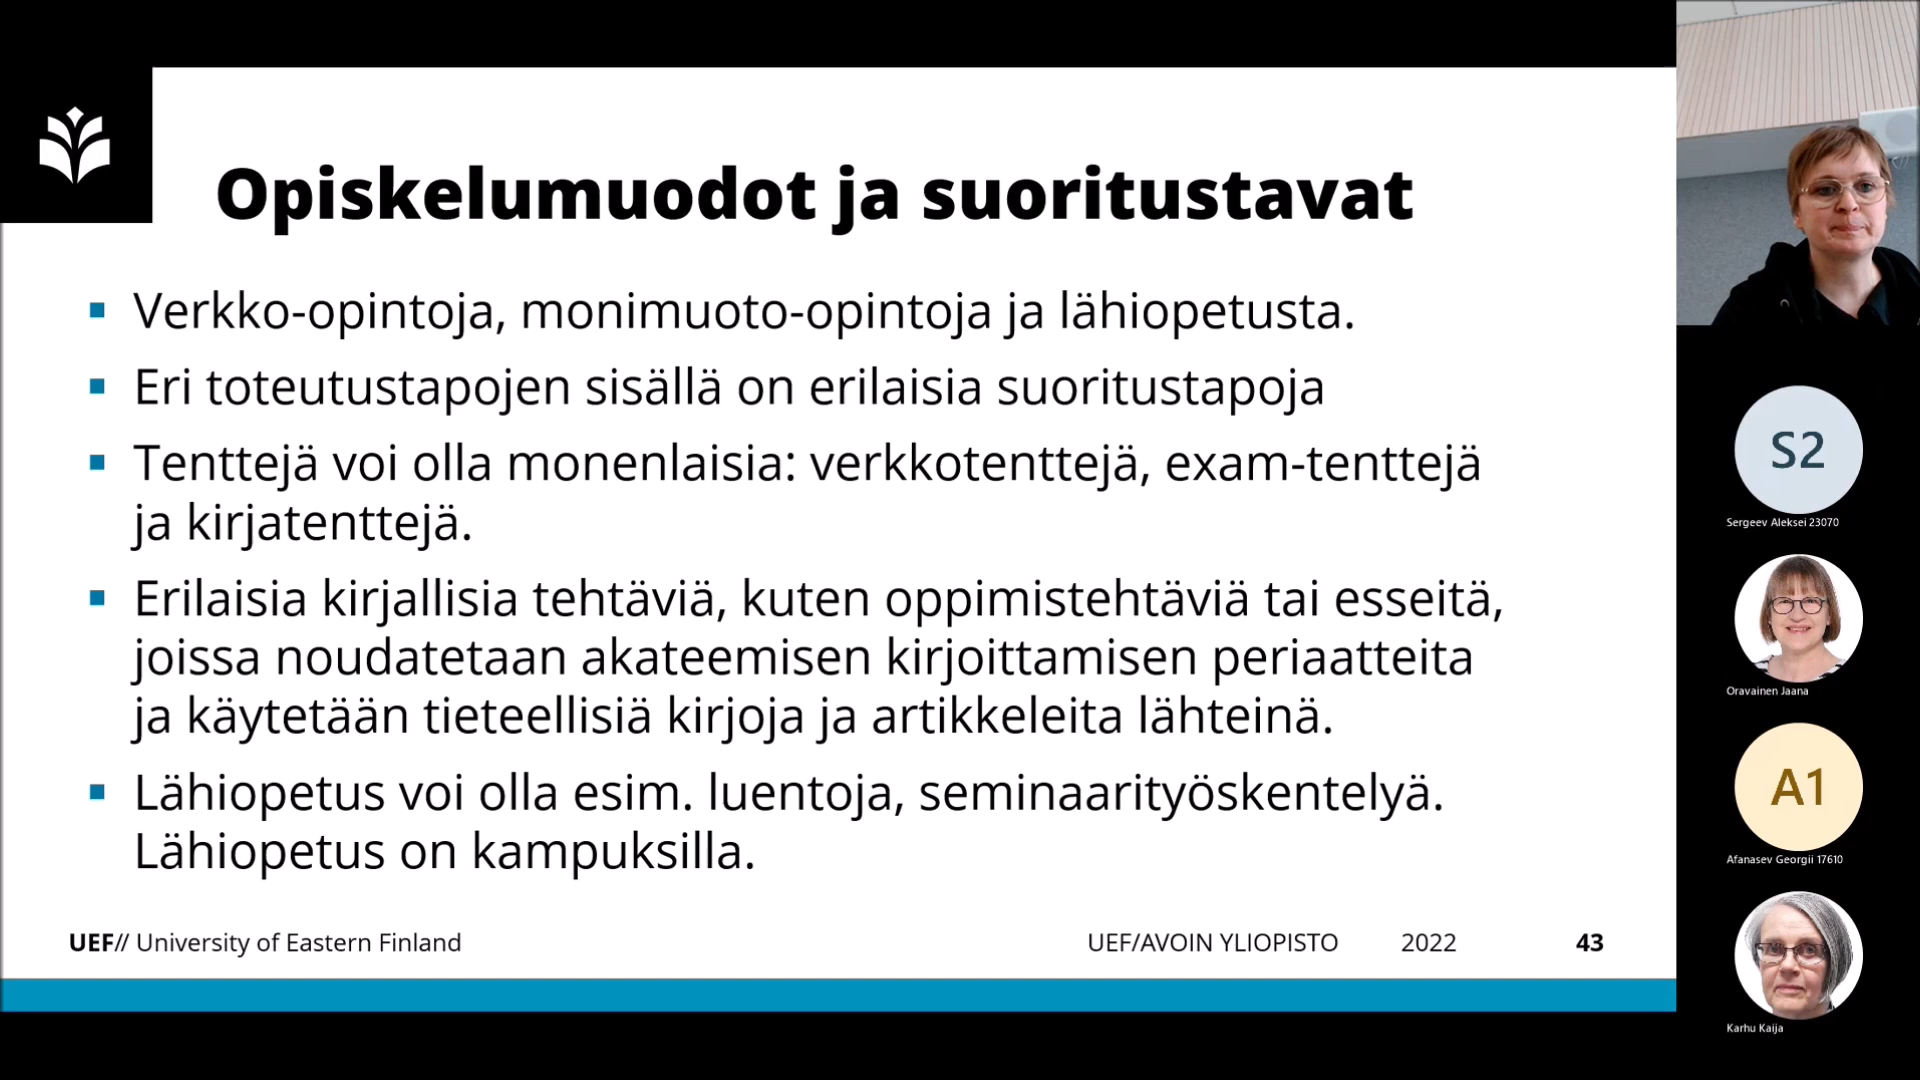 Opiskelumuodot ja suoritustavat
Verkko-opintoja, monimuoto-opintoja ja lähiopetusta.
Eri toteutustapojen sisällä on erilaisia suoritustapoja
Tenttejä voi olla monenlaisia: verkkotenttejä, exam-tenttejä
ja kirjatenttejä.
Erilaisia kirjallisia tehtäviä, kuten oppimistehtäviä tai esseitä,
joissa noudatetaan akateemisen kirjoittamisen periaatteita
ja käytetään tieteellisiä kirjoja ja artikkeleita lähteinä.
Lähiopetus voi olla esim. luentoja, seminaarityöskentelyä.
Lähiopetus on kampuksilla.
UEF// University of Eastern Finland
UEF/AVOIN YLIOPISTO 2022 43
S2
Sergeev Aleksei 23070
Oravainen Jaana
A1
Afanasev Georgii 17610
Karhu Kaija